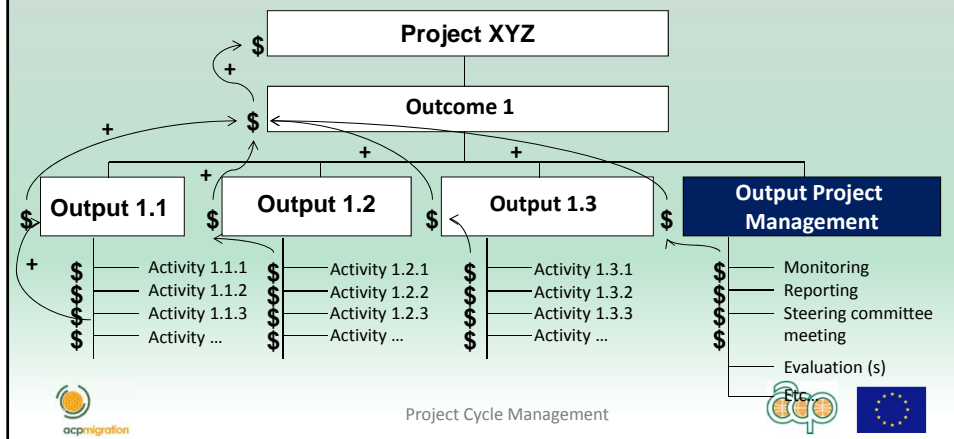 $ Project XYZ
+
Outcome 1
$
+ + +
+
Output 1.1 Output 1.2 Output 1.3 Output Project
Management
$ $ $ $
+
$ Activity 1.1.1
$ Activity 1.1.2
$ Activity 1.1.3
$ Activity …
$ Activity 1.2.1
$ Activity 1.2.2
$ Activity 1.2.3
$ Activity …
$ Activity 1.3.1
$ Activity 1.3.2
$ Activity 1.3.3
$ Activity …
$ Monitoring
$ Reporting
$ Steering committee
$ meeting
Evaluation (s)
Etc…
acpmigration
Project Cycle Management
acp